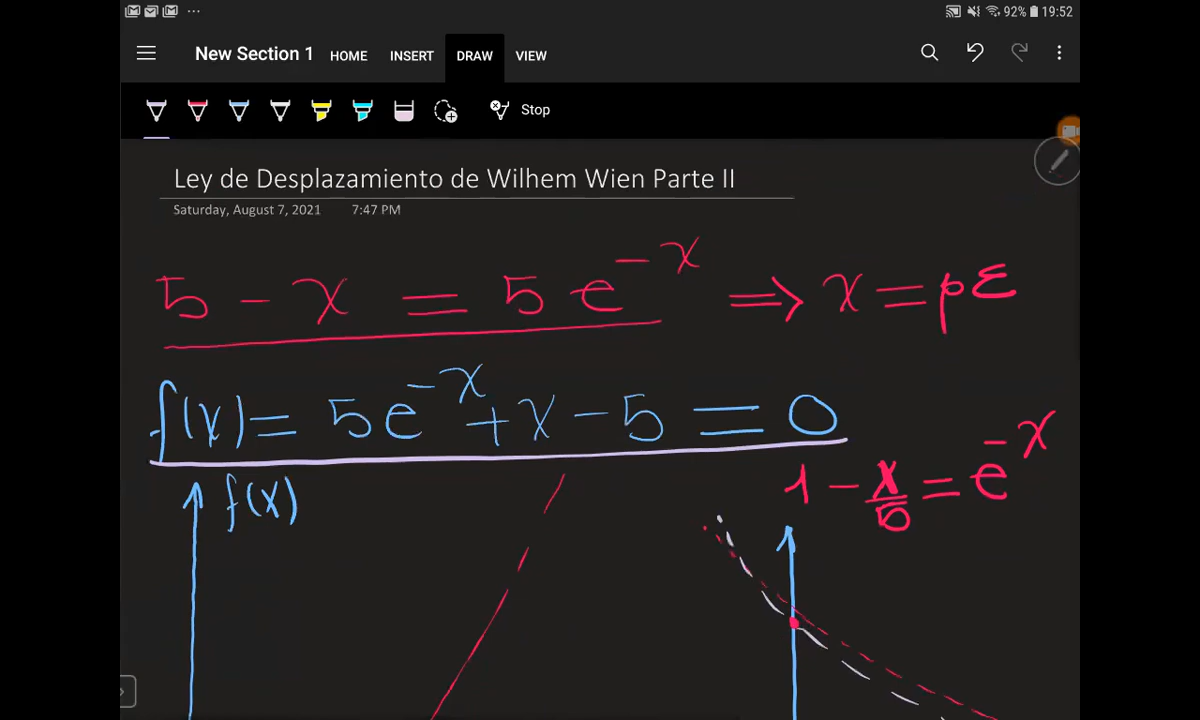 92% 19:52
New Section 1 HOME INSERT DRAW VIEW
Stop
Ley de Desplazamiento de Wilhem Wien Parte II
Saturday, August 7, 2021 7:47 PM
5 - x = 5 e^{-x} ⇒ x = pε
f(x) = 5e^{-x} + x - 5 = 0
1 - x/5 = e^{-x}
f(x)